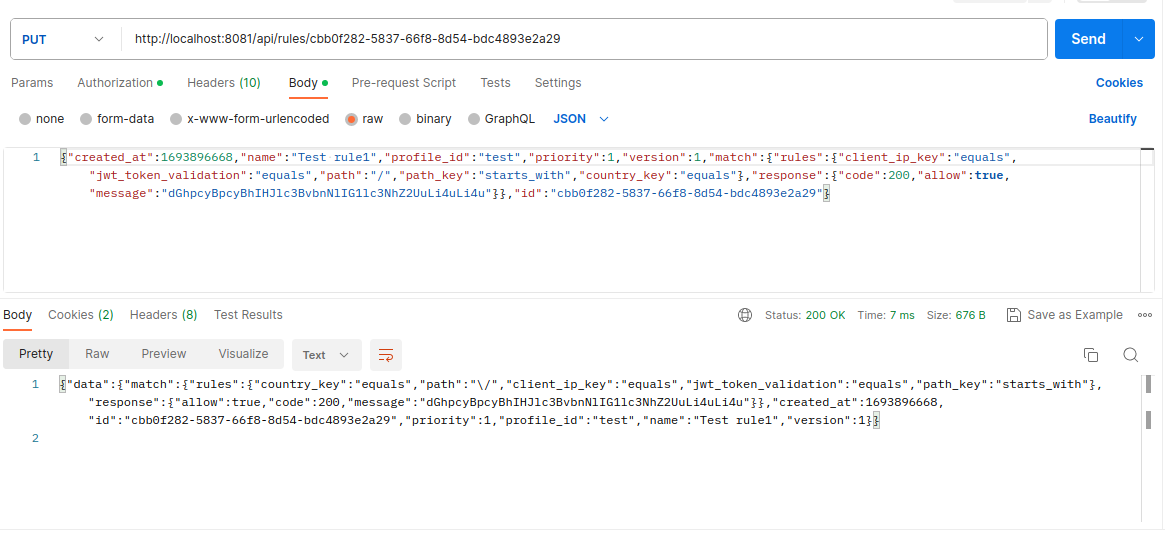 PUT http://localhost:8081/api/rules/cbb0f282-5837-66f8-8d54-bdc4893e2a29 Send
Params Authorization Headers (10) Body Pre-request Script Tests Settings Cookies
none form-data x-www-form-urlencoded raw binary GraphQL JSON Beautify
1 {"created_at":1693896668,"name":"Test rule1","profile_id":"test","priority":1,"version":1,"match":{"rules":{"client_ip_key":"equals",
"jwt_token_validation":"equals","path":"/","path_key":"starts_with","country_key":"equals"},"response":{"code":200,"allow":true,
"message":"dGhpcyBpcyBhIHJlc3BvbnNlIG1lc3NhZ2UuLi4uLi4u"}},"id":"cbb0f282-5837-66f8-8d54-bdc4893e2a29"}
Body Cookies (2) Headers (8) Test Results Status: 200 OK Time: 7 ms Size: 676 B Save as Example
Pretty Raw Preview Visualize Text
1 {"data":{"match":{"rules":{"country_key":"equals","path":"\/","client_ip_key":"equals","jwt_token_validation":"equals","path_key":"starts_with"},
"response":{"allow":true,"code":200,"message":"dGhpcyBpcyBhIHJlc3BvbnNlIG1lc3NhZ2UuLi4uLi4u"}},"created_at":1693896668,
"id":"cbb0f282-5837-66f8-8d54-bdc4893e2a29","priority":1,"profile_id":"test","name":"Test rule1","version":1}}
2